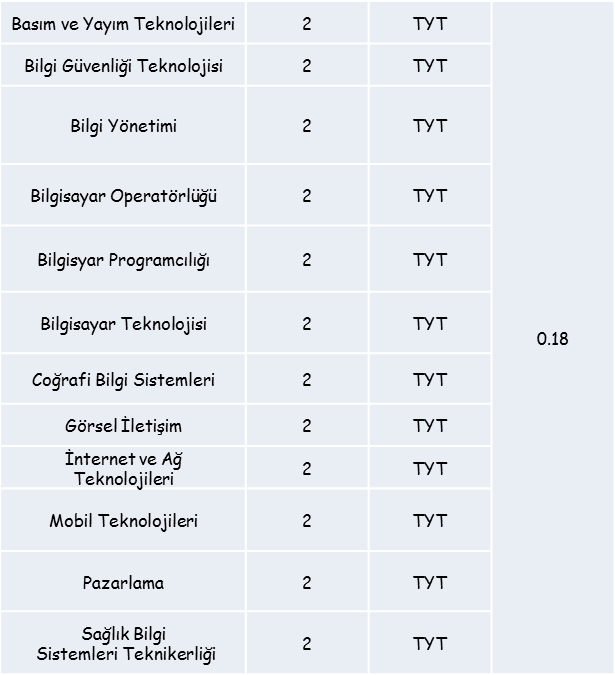 Basım ve Yayım Teknolojileri 2 TYT
Bilgi Güvenliği Teknolojisi 2 TYT
Bilgi Yönetimi 2 TYT
Bilgisayar Operatörlüğü 2 TYT
Bilgisyar Programcılığı 2 TYT
Bilgisayar Teknolojisi 2 TYT
0.18
Coğrafi Bilgi Sistemleri 2 TYT
Görsel İletişim 2 TYT
İnternet ve Ağ
Teknolojileri 2 TYT
Mobil Teknolojileri 2 TYT
Pazarlama 2 TYT
Sağlık Bilgi
Sistemleri Teknikerliği 2 TYT